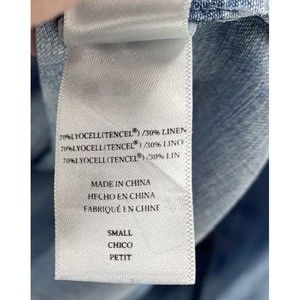 70%LYOCELL(TENCEL®)/30% LINEN
70%LYOCELL(TENCEL®)/30% LINO
70%LYOCELL(TENCEL®)/30% LIN
MADE IN CHINA
HECHO EN CHINA
FABRIQUÉ EN CHINE
SMALL
CHICO
PETIT